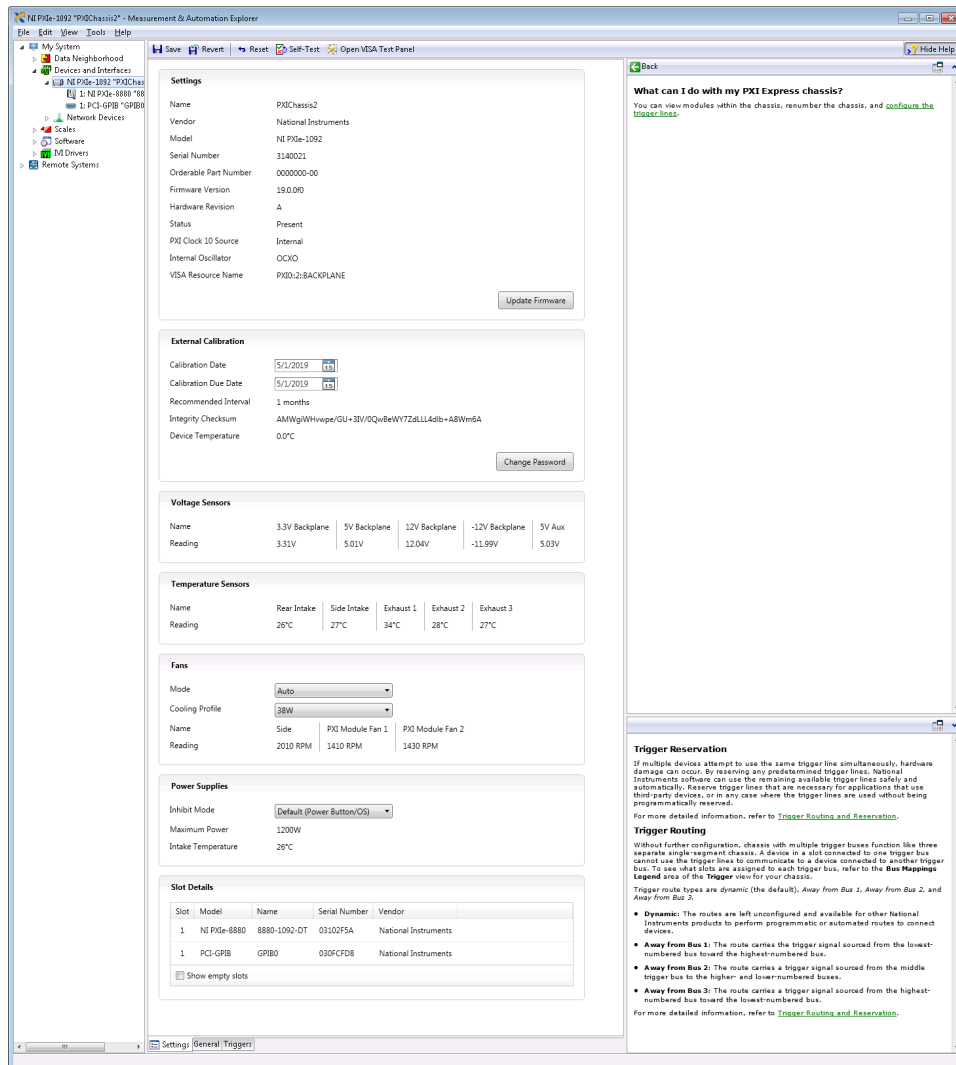 NI PXIe-1092 "PXIChassis2" - Measurement & Automation Explorer
File Edit View Tools Help
My System
Data Neighborhood
Devices and Interfaces
NI PXIe-1092 "PXIChas
1: NI PXIe-8880 "88
1: PCI-GPIB "GPIB0
Network Devices
Scales
Software
IVI Drivers
Remote Systems
Save Revert Reset Self-Test Open VISA Test Panel Hide Help
Settings
Name PXIChassis2
Vendor National Instruments
Model NI PXIe-1092
Serial Number 3140021
Orderable Part Number 0000000-00
Firmware Version 19.0.0f0
Hardware Revision A
Status Present
PXI Clock 10 Source Internal
Internal Oscillator OCXO
VISA Resource Name PXI0::2::BACKPLANE
Update Firmware
External Calibration
Calibration Date 5/1/2019 15
Calibration Due Date 5/1/2019 15
Recommended Interval 1 months
Integrity Checksum AMWgiWHvwpe/GU+3IV/0QwBeWY7ZdLLL4dIb+A8Wm6A
Device Temperature 0.0°C
Change Password
Voltage Sensors
Name 3.3V Backplane 5V Backplane 12V Backplane -12V Backplane 5V Aux
Reading 3.31V 5.01V 12.04V -11.99V 5.03V
Temperature Sensors
Name Rear Intake Side Intake Exhaust 1 Exhaust 2 Exhaust 3
Reading 26°C 27°C 34°C 28°C 27°C
Fans
Mode Auto
Cooling Profile 38W
Name Side PXI Module Fan 1 PXI Module Fan 2
Reading 2010 RPM 1410 RPM 1430 RPM
Power Supplies
Inhibit Mode Default (Power Button/OS)
Maximum Power 1200W
Intake Temperature 26°C
Slot Details
Slot Model Name Serial Number Vendor
1 NI PXIe-8880 8880-1092-DT 03102F5A National Instruments
1 PCI-GPIB GPIB0 030FCFD8 National Instruments
Show empty slots
Settings General Triggers
Back
What can I do with my PXI Express chassis?
You can view modules within the chassis, renumber the chassis, and configure the
trigger lines.
Trigger Reservation
If multiple devices attempt to use the same trigger line simultaneously, hardware
damage can occur. By reserving any predetermined trigger lines, National
Instruments software can use the remaining available trigger lines safely and
automatically. Reserve trigger lines that are necessary for applications that use
third-party devices, or in any case where the trigger lines are used without being
programmatically reserved.
For more detailed information, refer to Trigger Routing and Reservation.
Trigger Routing
Without further configuration, chassis with multiple trigger buses function like three
separate single-segment chassis. A device in a slot connected to one trigger bus
cannot use the trigger lines to communicate to a device connected to another trigger
bus. To see what slots are assigned to each trigger bus, refer to the Bus Mappings
Legend area of the Trigger view for your chassis.
Trigger route types are dynamic (the default), Away from Bus 1, Away from Bus 2, and
Away from Bus 3.
• Dynamic: The routes are left unconfigured and available for other National
Instruments products to perform programmatic or automated routes to connect
devices.
• Away from Bus 1: The route carries the trigger signal sourced from the lowest-
numbered bus toward the highest-numbered bus.
• Away from Bus 2: The route carries a trigger signal sourced from the middle
trigger bus to the higher- and lower-numbered buses.
• Away from Bus 3: The route carries a trigger signal sourced from the highest-
numbered bus toward the lowest-numbered bus.
For more detailed information, refer to Trigger Routing and Reservation.